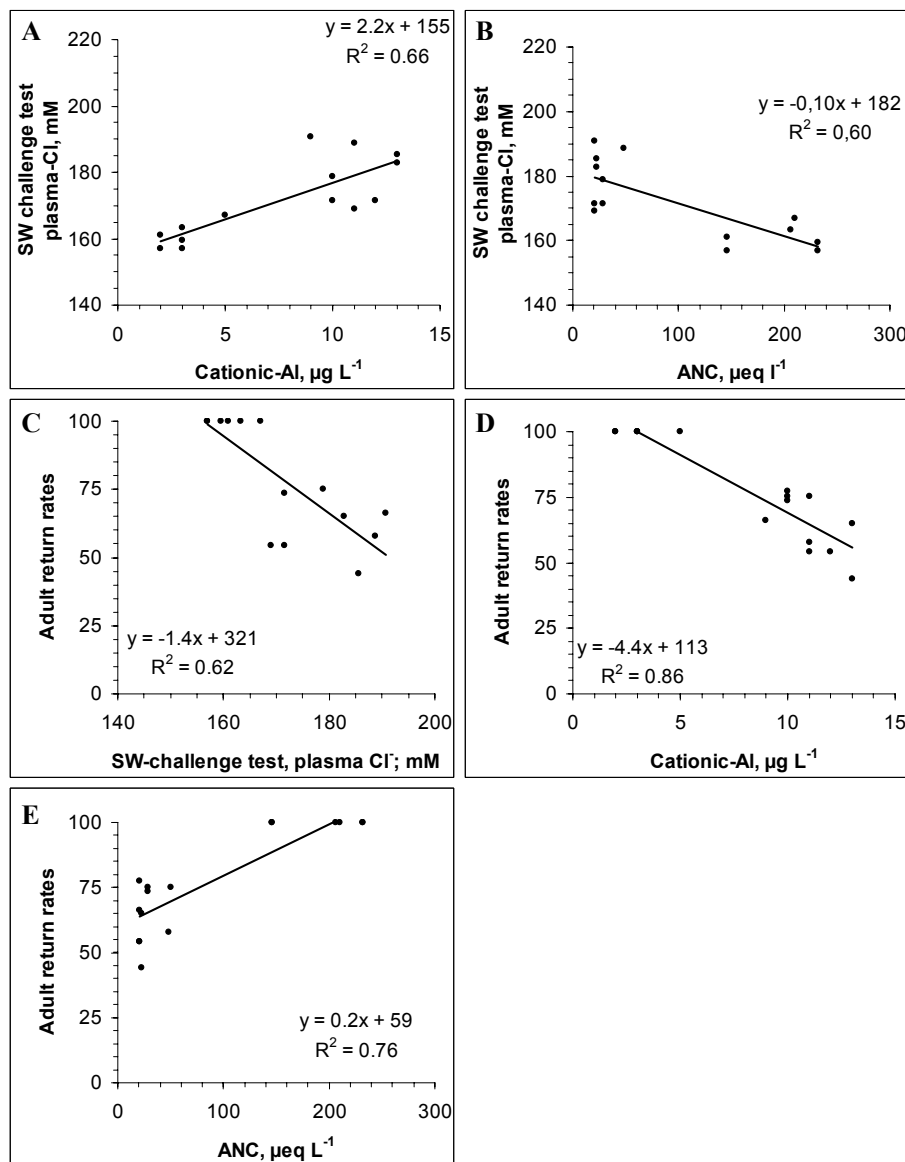 A
y = 2.2x + 155
R² = 0.66
220
200
180
160
140
SW challenge test
plasma-Cl, mM
0 5 10 15
Cationic-Al, µg L⁻¹
B
y = -0,10x + 182
R² = 0,60
220
200
180
160
140
SW challenge test
plasma-Cl, mM
0 100 200 300
ANC, µeq l⁻¹
C
100
75
50
25
0
Adult return rates
y = -1.4x + 321
R² = 0.62
140 160 180 200
SW-challenge test, plasma Cl⁻; mM
D
100
75
50
25
0
Adult return rates
y = -4.4x + 113
R² = 0.86
0 5 10 15
Cationic-Al, µg L⁻¹
E
100
75
50
25
0
Adult return rates
y = 0.2x + 59
R² = 0.76
0 100 200 300
ANC, µeq L⁻¹